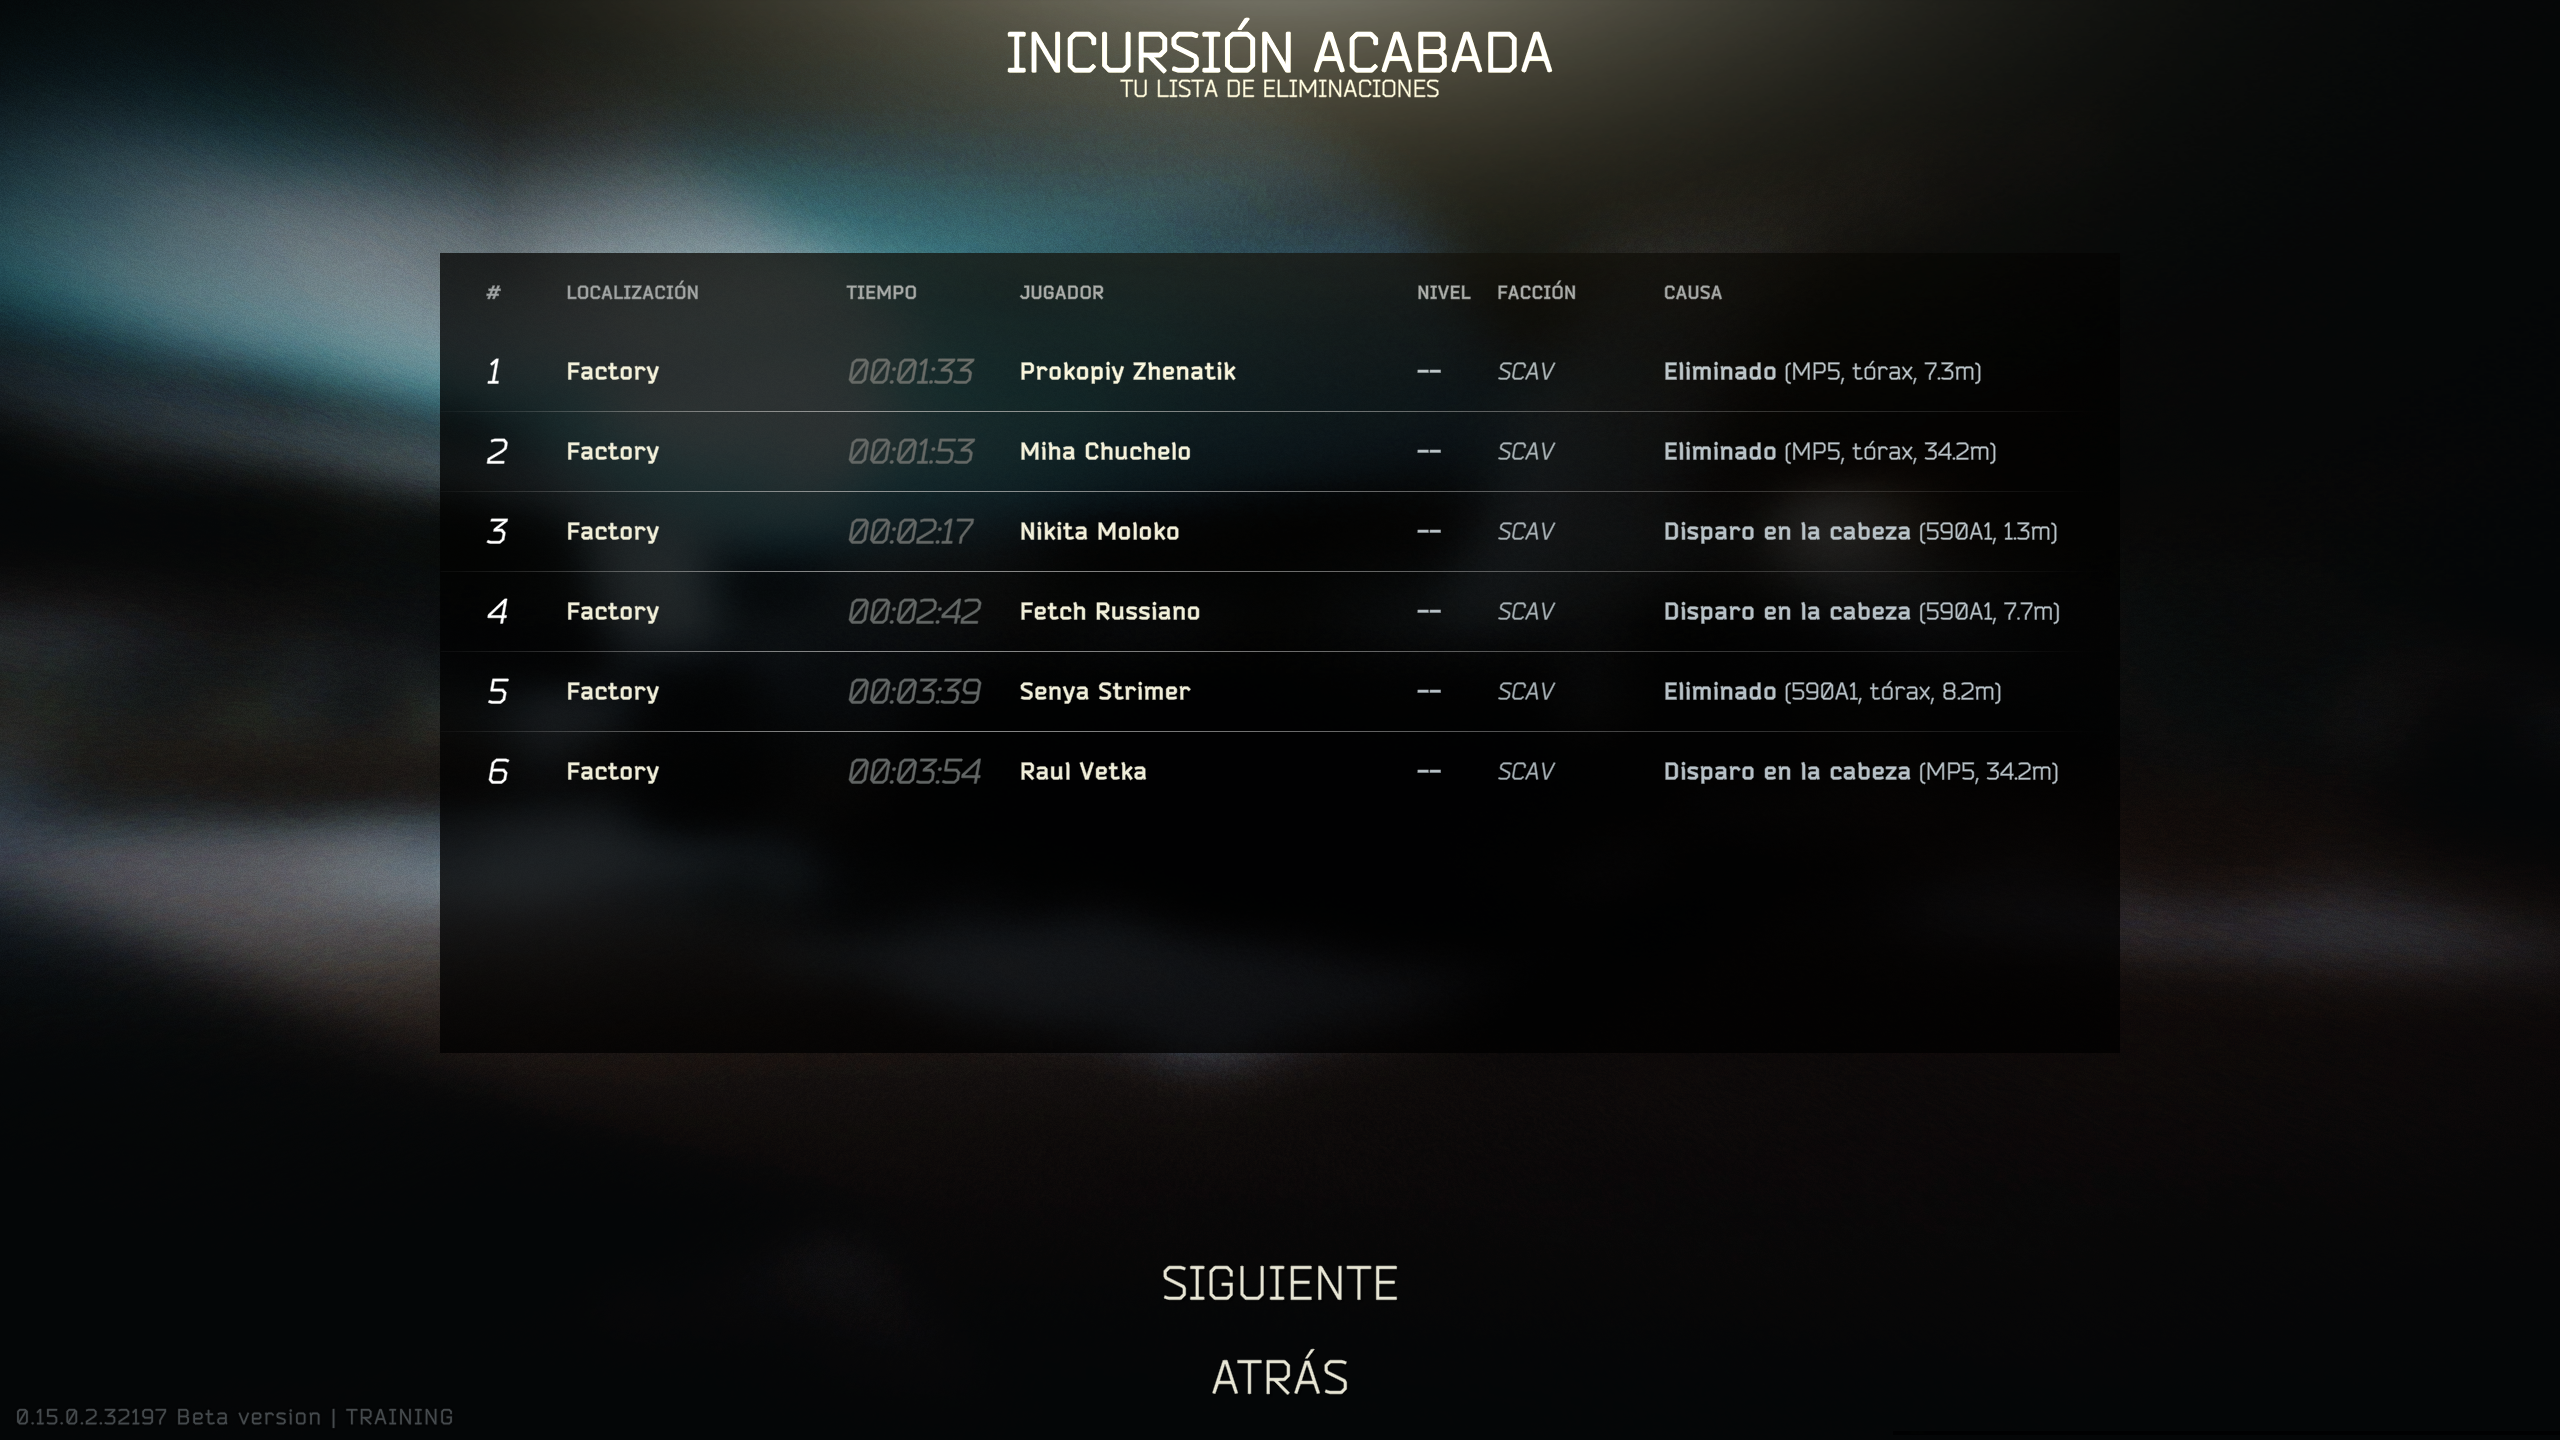 INCURSIÓN ACABADA
TU LISTA DE ELIMINACIONES
# LOCALIZACIÓN TIEMPO JUGADOR NIVEL FACCIÓN CAUSA
1 Factory 00:01:33 Prokopiy Zhenatik -- SCAV Eliminado (MP5, tórax, 7.3m)
2 Factory 00:01:53 Miha Chuchelo -- SCAV Eliminado (MP5, tórax, 34.2m)
3 Factory 00:02:17 Nikita Moloko -- SCAV Disparo en la cabeza (590A1, 1.3m)
4 Factory 00:02:42 Fetch Russiano -- SCAV Disparo en la cabeza (590A1, 7.7m)
5 Factory 00:03:39 Senya Strimer -- SCAV Eliminado (590A1, tórax, 8.2m)
6 Factory 00:03:54 Raul Vetka -- SCAV Disparo en la cabeza (MP5, 34.2m)
SIGUIENTE
ATRÁS
0.15.0.2.32197 Beta version | TRAINING